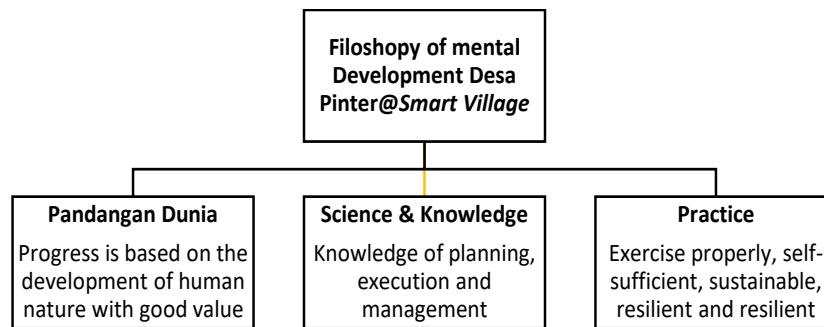 Filoshopy of mental
Development Desa
Pinter@Smart Village
Pandangan Dunia
Progress is based on the
development of human
nature with good value
Science & Knowledge
Knowledge of planning,
execution and
management
Practice
Exercise properly, self-
sufficient, sustainable,
resilient and resilient